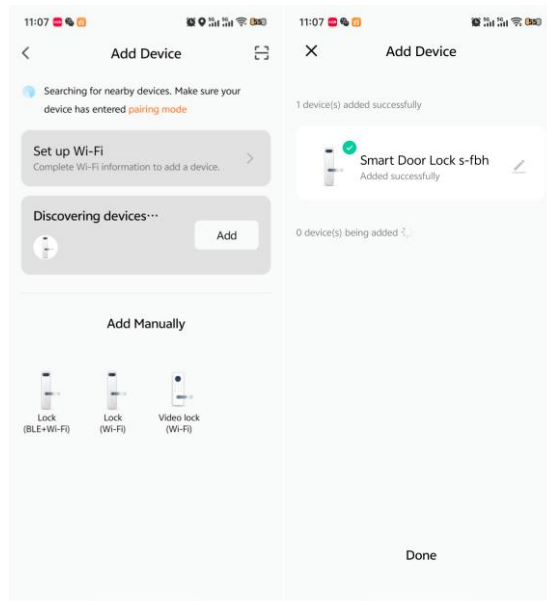 11:07
Add Device
Searching for nearby devices. Make sure your
device has entered pairing mode
Set up Wi-Fi
Complete Wi-Fi information to add a device.
Discovering devices···
Add
Add Manually
Lock
(BLE+Wi-Fi)
Lock
(Wi-Fi)
Video lock
(Wi-Fi)
11:07
Add Device
1 device(s) added successfully
Smart Door Lock s-fbh
Added successfully
0 device(s) being added
Done